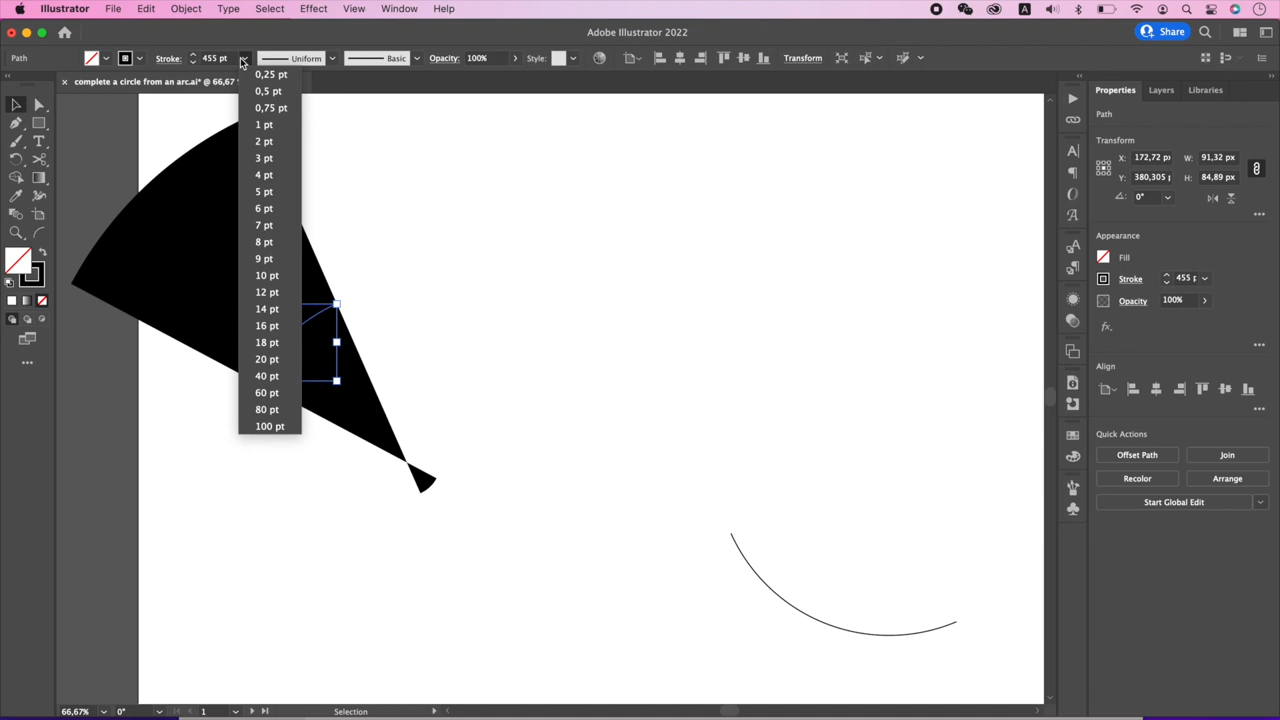 Illustrator File Edit Object Type Select Effect View Window Help
Adobe Illustrator 2022
Share
Path
Stroke: 455 pt
Uniform
Basic
Opacity: 100%
Style:
Transform
complete a circle from an arc.ai* @ 66,67 %
0,25 pt
0,5 pt
0,75 pt
1 pt
2 pt
3 pt
4 pt
5 pt
6 pt
7 pt
8 pt
9 pt
10 pt
12 pt
14 pt
16 pt
18 pt
20 pt
40 pt
60 pt
80 pt
100 pt
Properties Layers Libraries
Path
Transform
X: 172,72 px W: 91,32 px
Y: 380,305 p H: 84,89 px
0°
Appearance
Fill
Stroke 455 p
Opacity 100%
fx.
Align
Quick Actions
Offset Path Join
Recolor Arrange
Start Global Edit
66,67% 0° 1 Selection